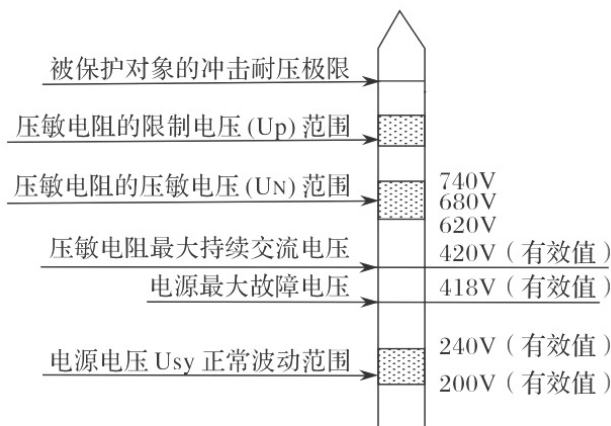 被保护对象的冲击耐压极限
压敏电阻的限制电压(Up)范围
压敏电阻的压敏电压(UN)范围
740V
680V
620V
压敏电阻最大持续交流电压
420V(有效值)
电源最大故障电压
418V(有效值)
电源电压 Usy 正常波动范围
240V(有效值)
200V(有效值)